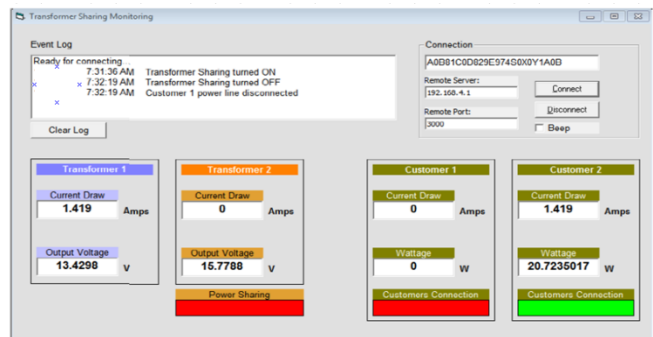 Transformer Sharing Monitoring
Event Log
Ready for connecting...
7:31:36 AM Transformer Sharing turned ON
7:32:19 AM Transformer Sharing turned OFF
7:32:19 AM Customer 1 power line disconnected
Clear Log
Connection
Remote Server:
192.168.4.1
Connect
Remote Port:
3000
Disconnect
Beep
Transformer 1
Current Draw
1.419 Amps
Output Voltage
13.4298 V
Transformer 2
Current Draw
0 Amps
Output Voltage
15.7788 V
Power Sharing
Customer 1
Current Draw
0 Amps
Wattage
0 W
Customers Connection
Customer 2
Current Draw
1.419 Amps
Wattage
20.7235017 W
Customers Connection